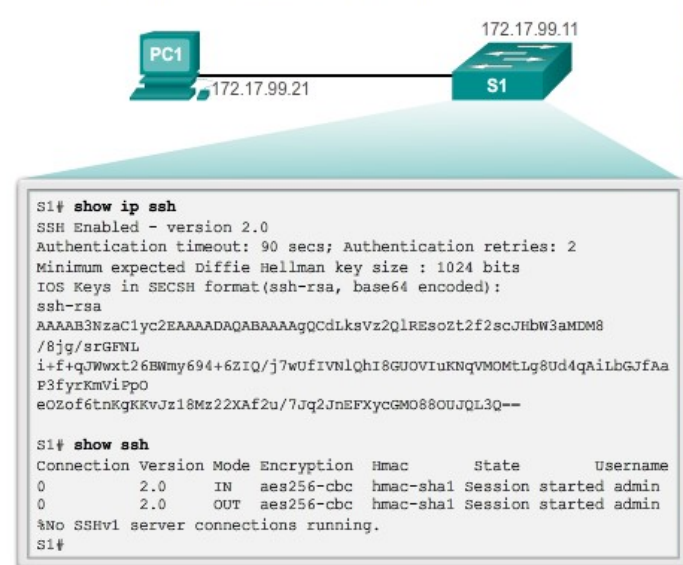 172.17.99.11
PC1
172.17.99.21
S1
S1# show ip ssh
SSH Enabled - version 2.0
Authentication timeout: 90 secs; Authentication retries: 2
Minimum expected Diffie Hellman key size : 1024 bits
IOS Keys in SECSH format(ssh-rsa, base64 encoded):
ssh-rsa
AAAAB3NzaC1yc2EAAAADAQABAAAAgQCdLksVz2QlREsoZt2f2scJHbW3aMDM8
/8jg/srGFNL
i+f+qJWwxt26BWmy694+6ZIQ/j7wUfIVNlQhI8GUOVIuKNqVMOMtLg8Ud4qAiLbGJfAa
P3fyrKmViPpO
eOZof6tnKgKKvJz18Mz22XAf2u/7Jq2JnEFXycGMO88OUJQL3Q==
S1# show ssh
Connection Version Mode Encryption Hmac State Username
0 2.0 IN aes256-cbc hmac-sha1 Session started admin
0 2.0 OUT aes256-cbc hmac-sha1 Session started admin
%No SSHv1 server connections running.
S1#